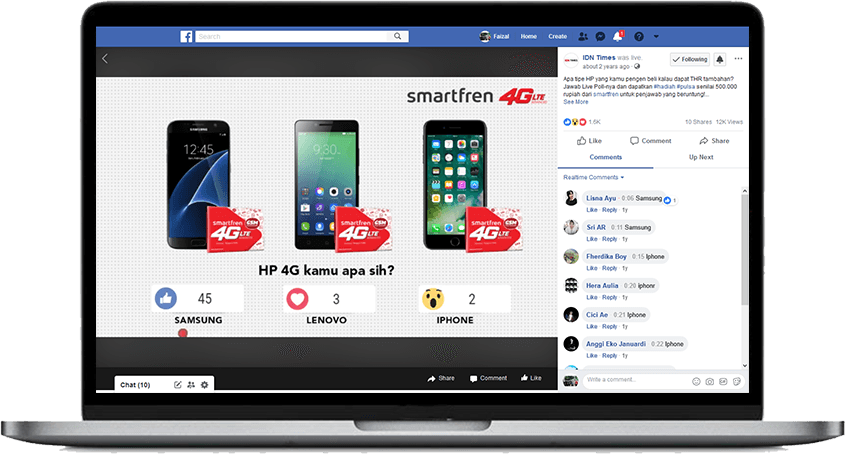 Search
Faizal
Home
Create
smartfren 4G LTE
ADVANCED
12:45
9.30
smartfren
4G LTE
GSM
smartfren
4G LTE
GSM
smartfren
4G LTE
GSM
HP 4G kamu apa sih?
45
3
2
SAMSUNG
LENOVO
IPHONE
Chat (10)
Share
Comment
Like
IDN Times was live.
about 2 years ago
Following
Apa tipe HP yang kamu pengen beli kalau dapat THR tambahan?
Jawab Live Poll-nya dan dapatkan #hadiah #pulsa senilai 500.000
rupiah dari smartfren untuk penjawab yang beruntung!...
See More
1.5K
10 Shares 12K Views
Like
Comment
Share
Comments
Up Next
Realtime Comments
Lisna Ayu · 0:06 Samsung 1
Like · Reply · 1y
Sri AR · 0:11 Samsung
Like · Reply · 1y
Fherdika Boy · 0:15 Iphone
Like · Reply · 1y
Hera Aulia · 0:20 iphonr
Like · Reply · 1y
Cici Ae · 0:21 Iphone
Like · Reply · 1y
Anggi Eko Januardi · 0:22 Iphone
Like · Reply · 1y
Write a comment...